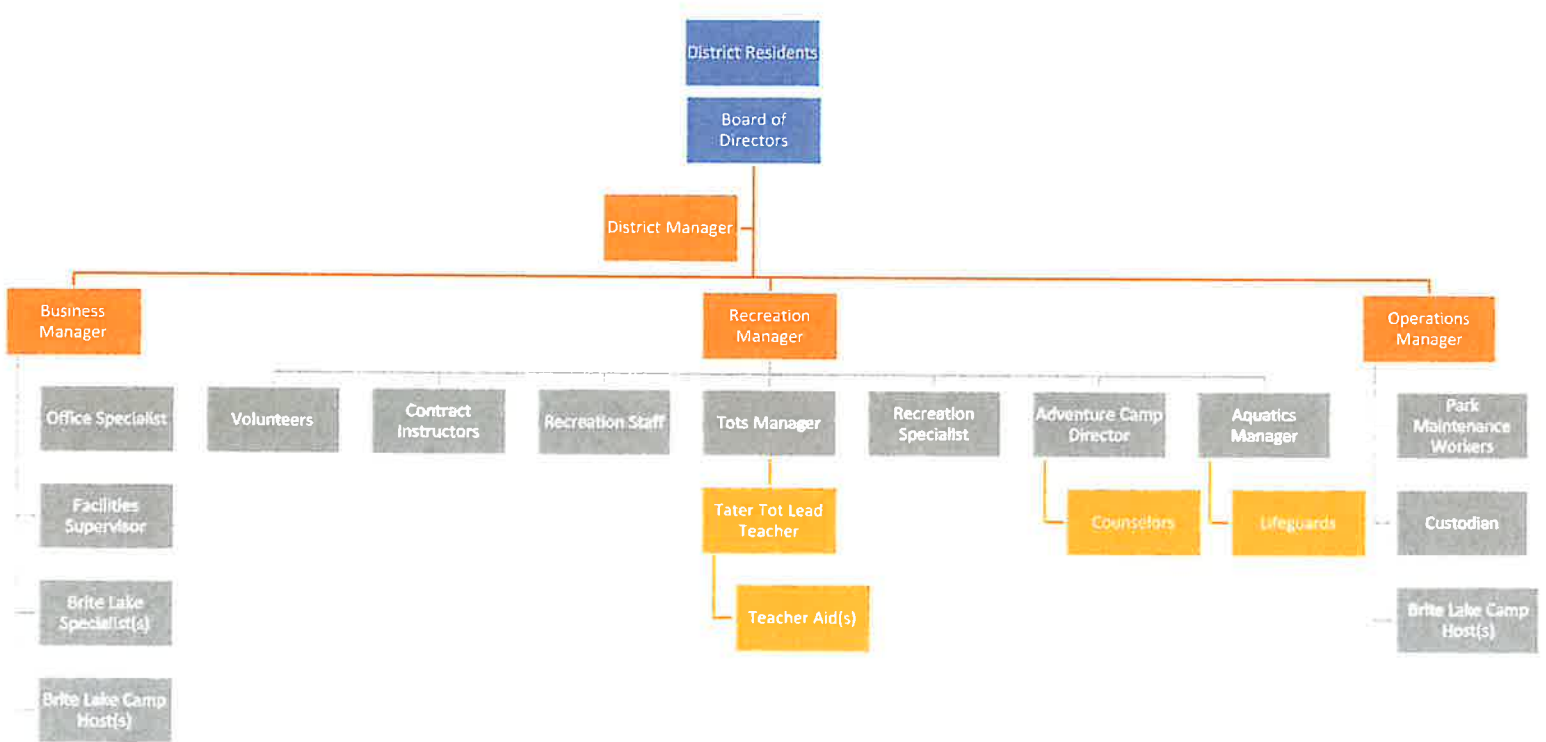 District Residents
Board of
Directors
District Manager
Business
Manager
Recreation
Manager
Operations
Manager
Office Specialist
Volunteers
Contract
Instructors
Recreation Staff
Tots Manager
Recreation
Specialist
Adventure Camp
Director
Aquatics
Manager
Park
Maintenance
Workers
Facilities
Supervisor
Tater Tot Lead
Teacher
Counselors
Lifeguards
Custodian
Brite Lake
Specialist(s)
Teacher Aid(s)
Brite Lake Camp
Host(s)
Brite Lake Camp
Host(s)